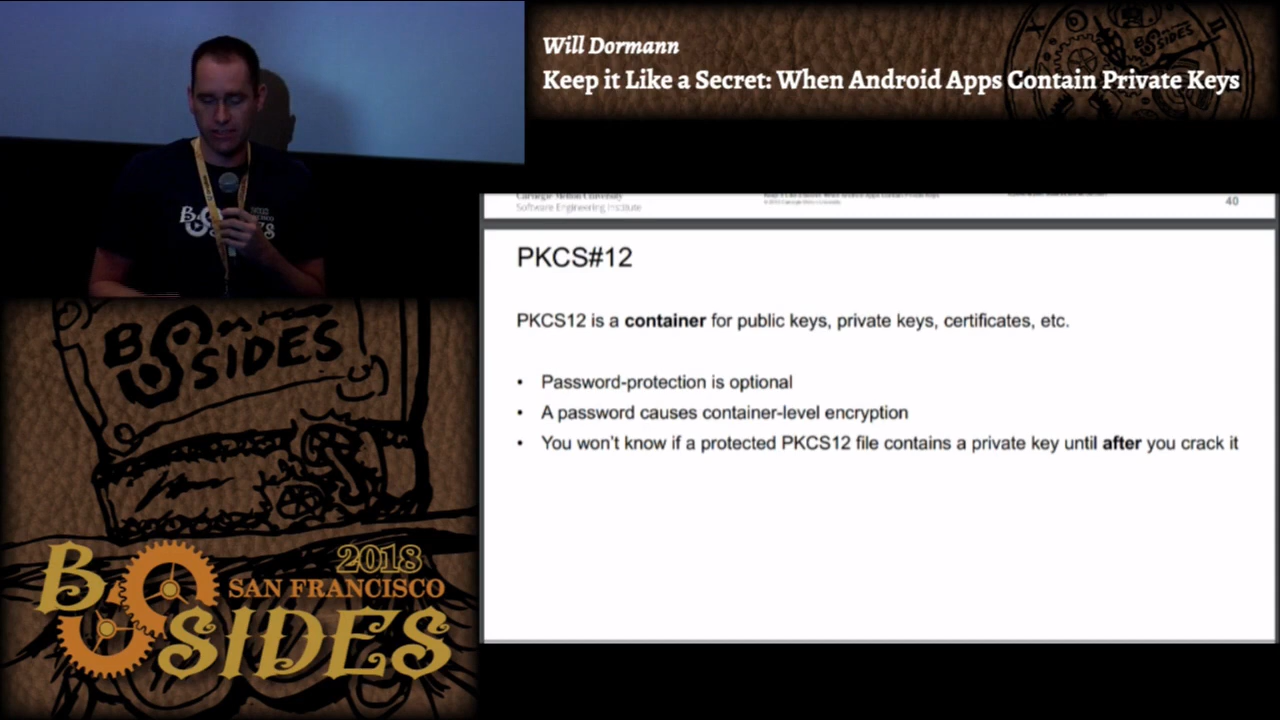 Will Dormann
Keep it Like a Secret: When Android Apps Contain Private Keys
BSIDES
Carnegie Mellon University
Software Engineering Institute
40
PKCS#12
PKCS12 is a container for public keys, private keys, certificates, etc.
• Password-protection is optional
• A password causes container-level encryption
• You won't know if a protected PKCS12 file contains a private key until after you crack it
BSIDES
2018
SAN FRANCISCO
BSIDES